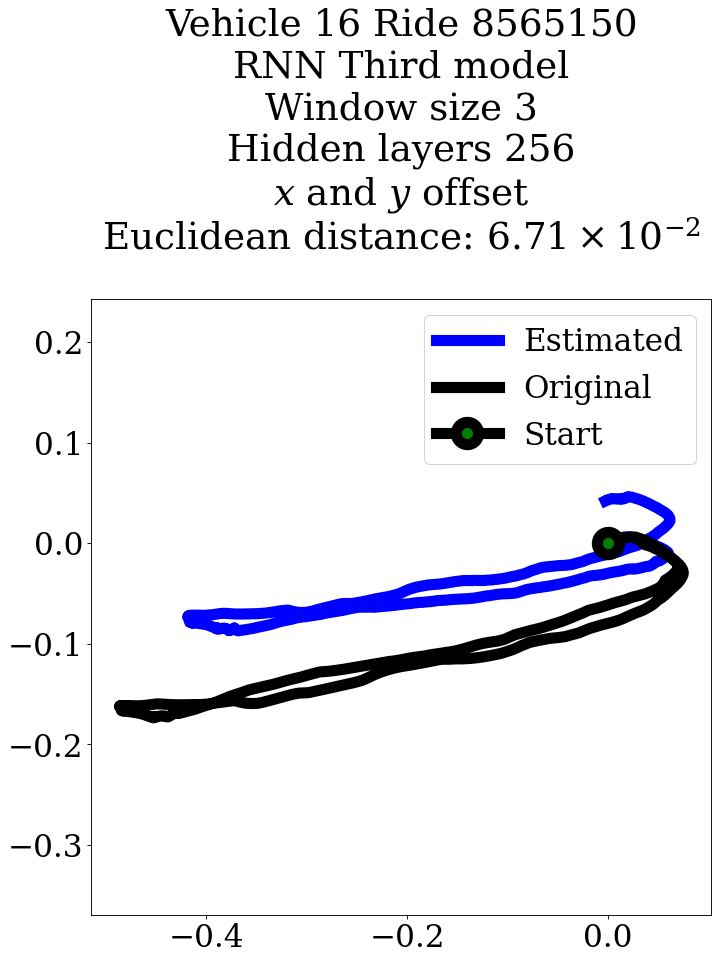 Vehicle 16 Ride 8565150
RNN Third model
Window size 3
Hidden layers 256
x and y offset
Euclidean distance: 6.71 × 10⁻²
Estimated
Original
Start
0.2
0.1
0.0
−0.1
−0.2
−0.3
−0.4
−0.2
0.0